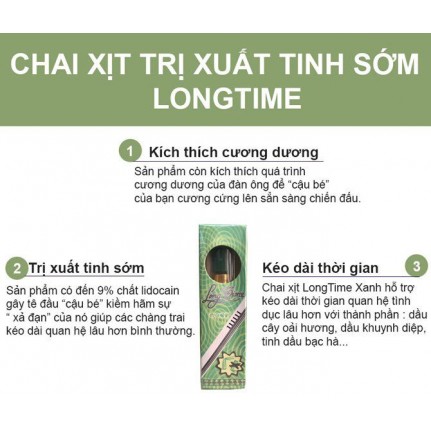 CHAI XỊT TRỊ XUẤT TINH SỚM
LONGTIME
1 Kích thích cương dương
Sản phẩm còn kích thích quá trình
cương dương của đàn ông để “cậu bé”
của bạn cương cứng lên sẵn sàng chiến đấu.
2 Trị xuất tinh sớm
Sản phẩm có đến 9% chất lidocain
gây tê đầu “cậu bé” kiềm hãm sự
“ xả đạn” của nó giúp các chàng trai
kéo dài quan hệ lâu hơn bình thường.
Kéo dài thời gian 3
Chai xịt LongTime Xanh hỗ trợ
kéo dài thời gian quan hệ tình
dục lâu hơn với thành phần : dầu
cây oải hương, dầu khuynh diệp,
tinh dầu bạc hà...